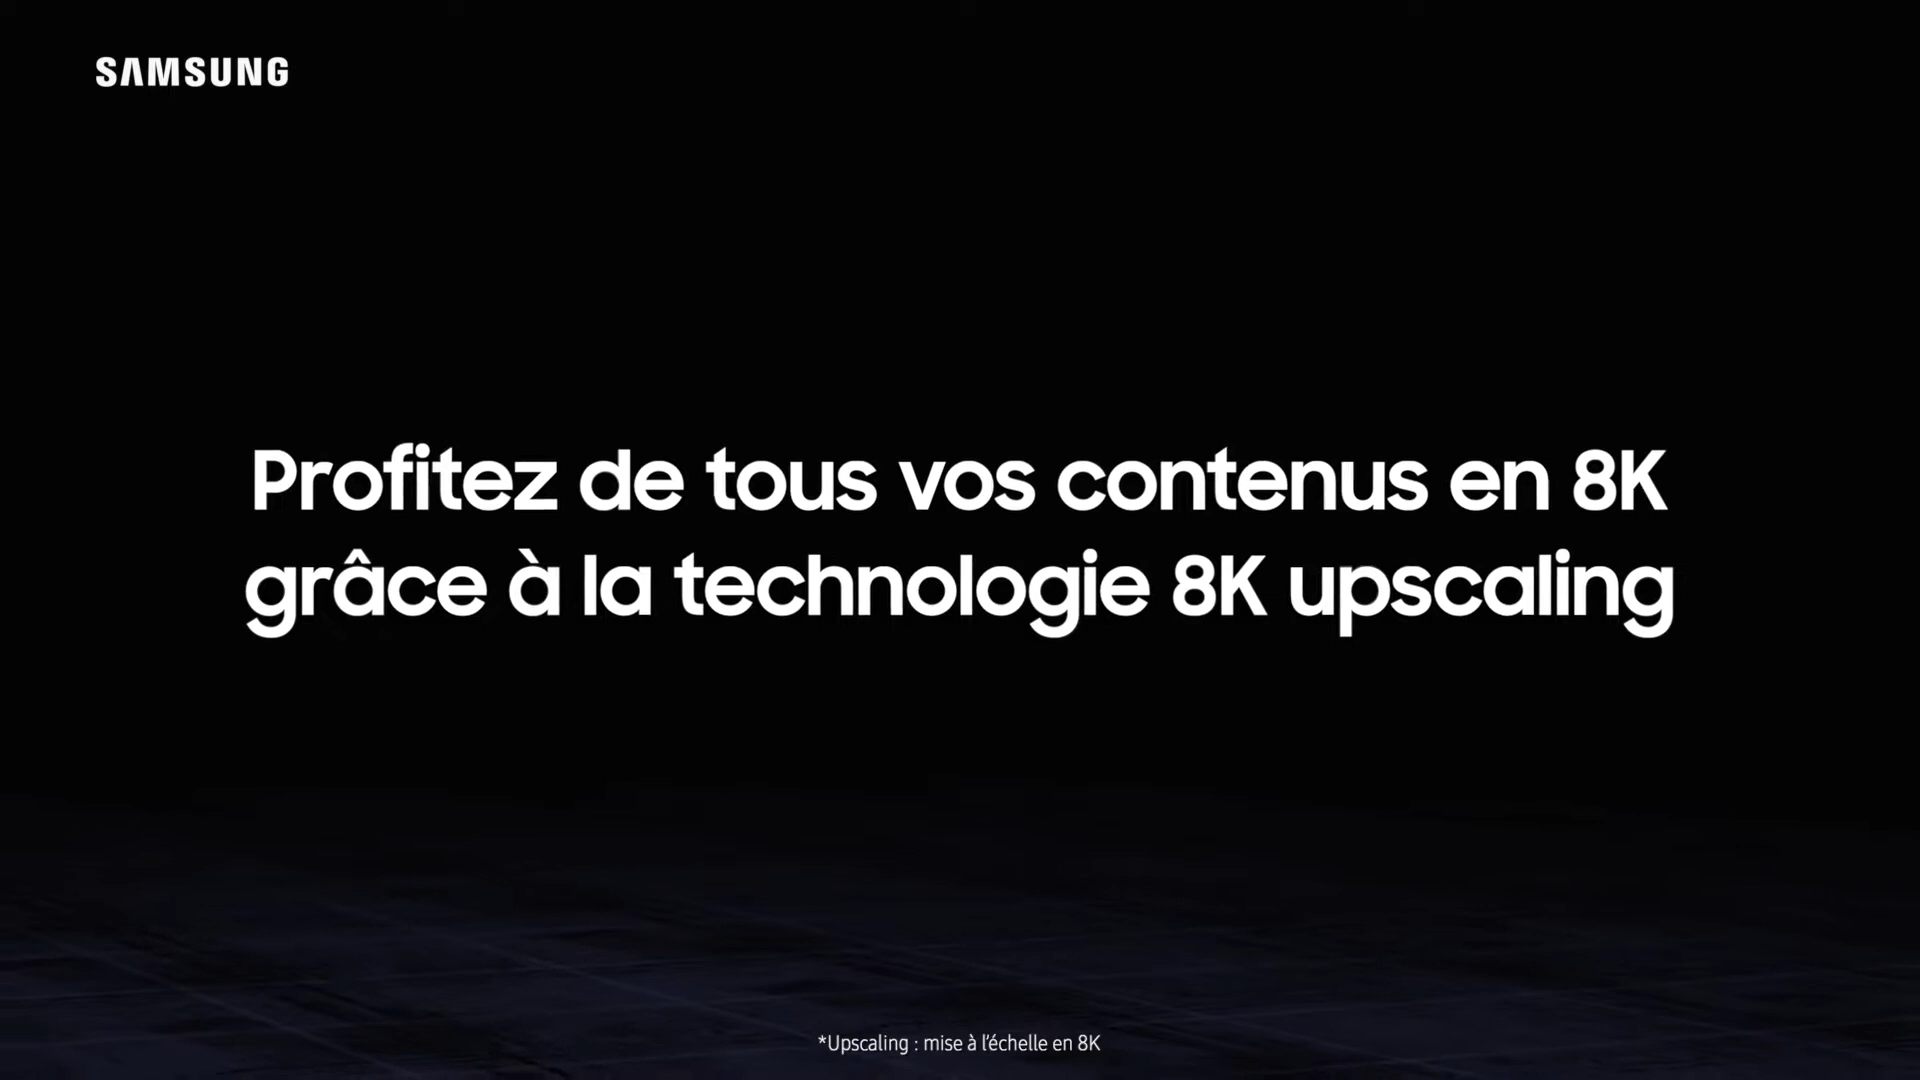 SAMSUNG
Profitez de tous vos contenus en 8K
grâce à la technologie 8K upscaling
*Upscaling : mise à l'échelle en 8K